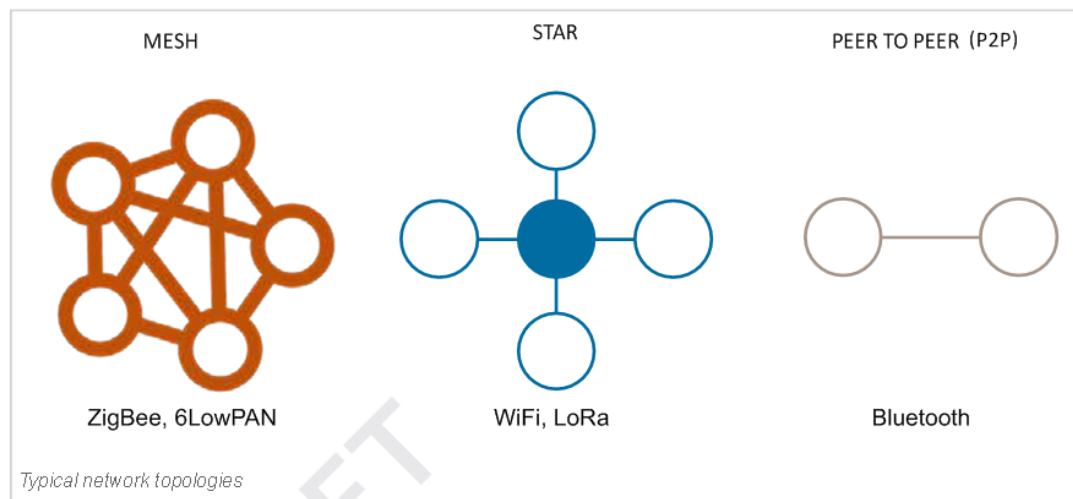 MESH
STAR
PEER TO PEER (P2P)
ZigBee, 6LowPAN
WiFi, LoRa
Bluetooth
Typical network topologies